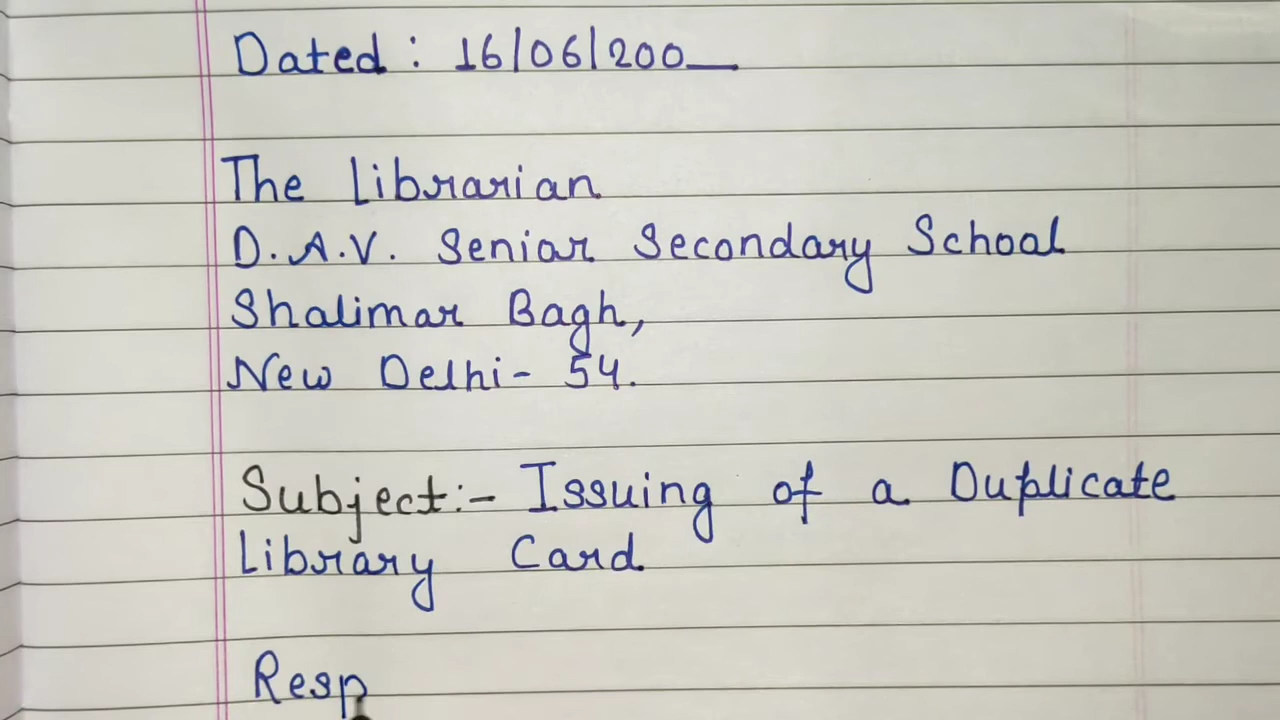 Dated : 16/06/200__
The Librarian
D.A.V. Senior Secondary School
Shalimar Bagh,
New Delhi- 54.
Subject:- Issuing of a Duplicate
Library Card
Resp